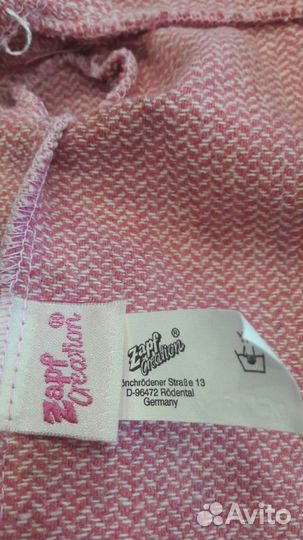 Zapf®
Creation
Zapf®
Creation
önchrödener Straße 13
D-96472 Rödental
Germany
Avito